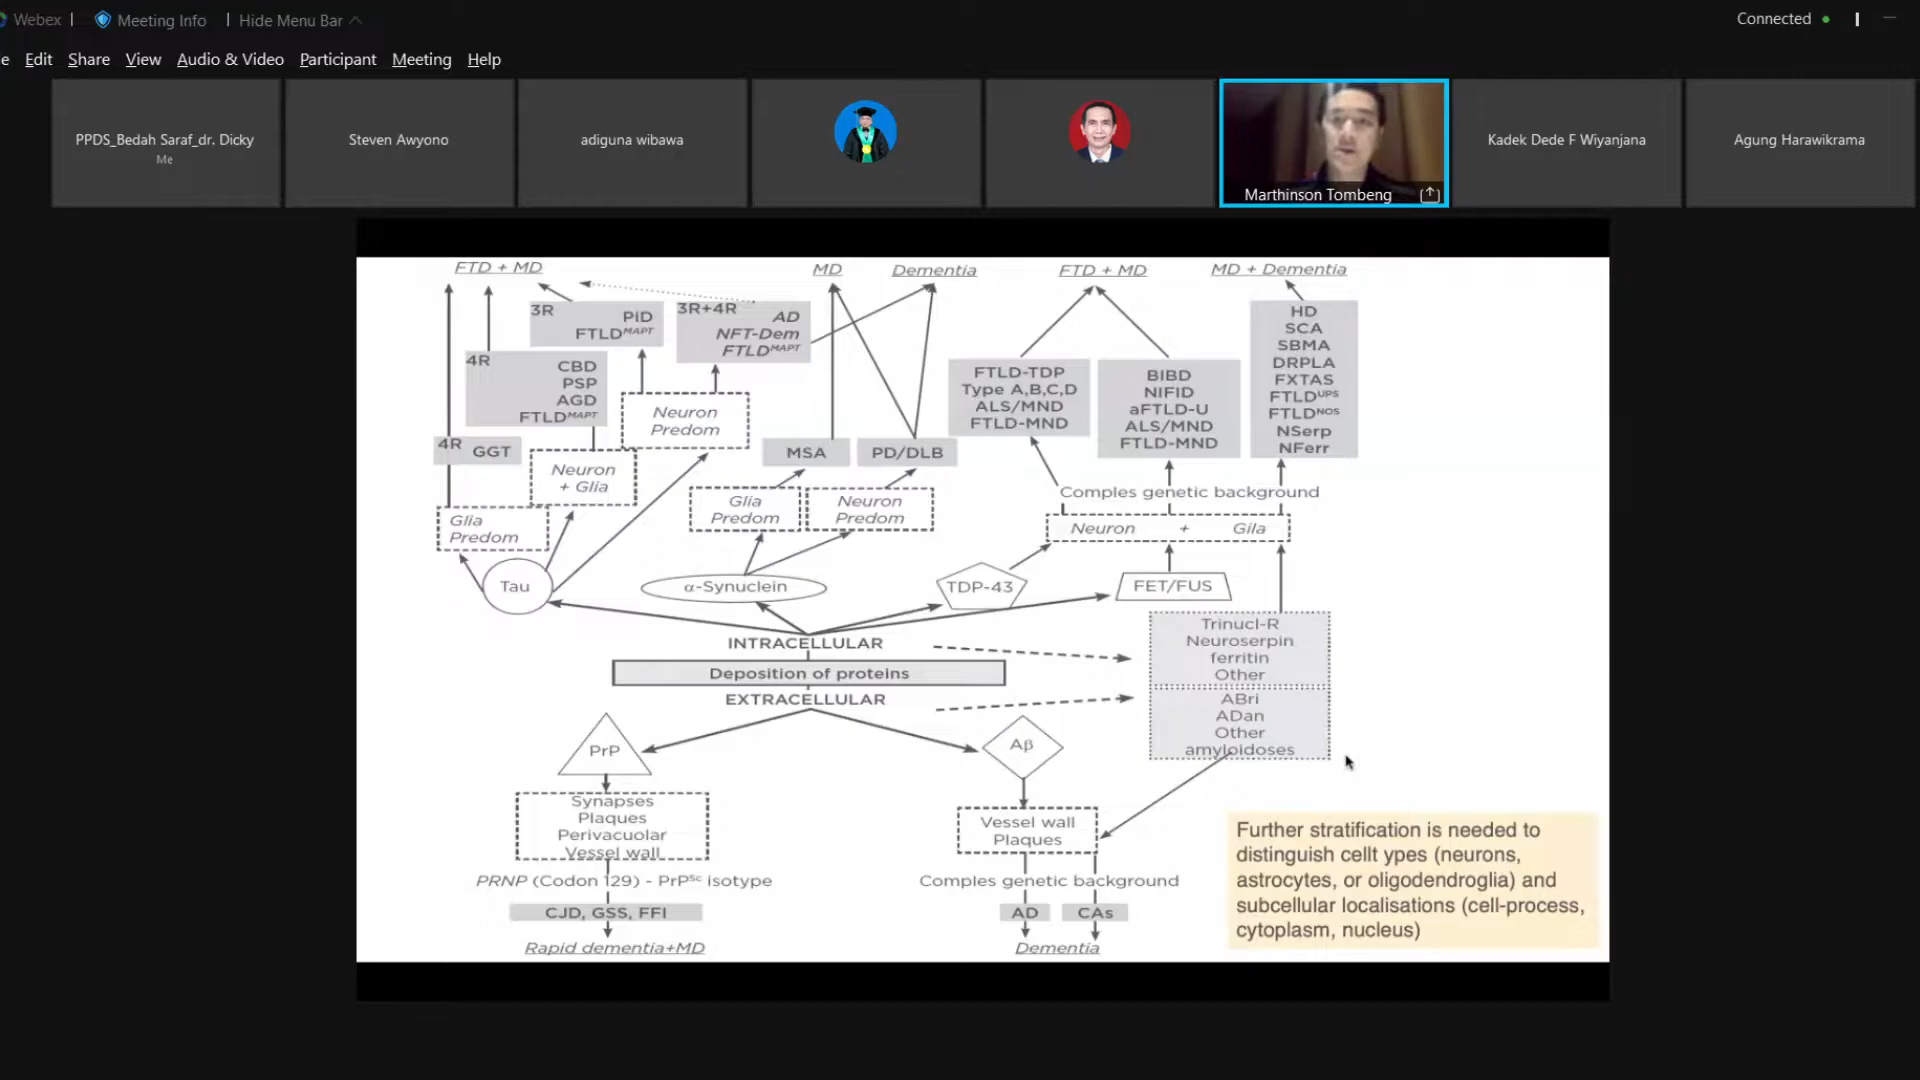 Webex | Meeting Info | Hide Menu Bar
Connected
e Edit Share View Audio & Video Participant Meeting Help
PPDS_Bedah Saraf_dr. Dicky
Me
Steven Awyono
adiguna wibawa
Marthinson Tombeng
Kadek Dede F Wiyanjana
Agung Harawikrama
FTD + MD
MD
Dementia
FTD + MD
MD + Dementia
3R
PiD
FTLDMAPT
3R+4R
AD
NFT-Dem
FTLDMAPT
4R
CBD
PSP
AGD
FTLDMAPT
4R GGT
Neuron
Predom
Neuron
+ Glia
Glia
Predom
MSA
PD/DLB
Glia
Predom
Neuron
Predom
FTLD-TDP
Type A,B,C,D
ALS/MND
FTLD-MND
BIBD
NIFID
aFTLD-U
ALS/MND
FTLD-MND
HD
SCA
SBMA
DRPLA
FXTAS
FTLDUPS
FTLDNOS
NSerp
NFerr
Comples genetic background
Neuron + Gila
Tau
α-Synuclein
TDP-43
FET/FUS
INTRACELLULAR
Deposition of proteins
EXTRACELLULAR
Trinucl-R
Neuroserpin
ferritin
Other
ABri
ADan
Other
amyloidoses
PrP
Aβ
Synapses
Plaques
Perivacuolar
Vessel wall
Vessel wall
Plaques
PRNP (Codon 129) - PrPSc isotype
Comples genetic background
CJD, GSS, FFI
AD
CAs
Rapid dementia+MD
Dementia
Further stratification is needed to
distinguish cellt ypes (neurons,
astrocytes, or oligodendroglia) and
subcellular localisations (cell-process,
cytoplasm, nucleus)